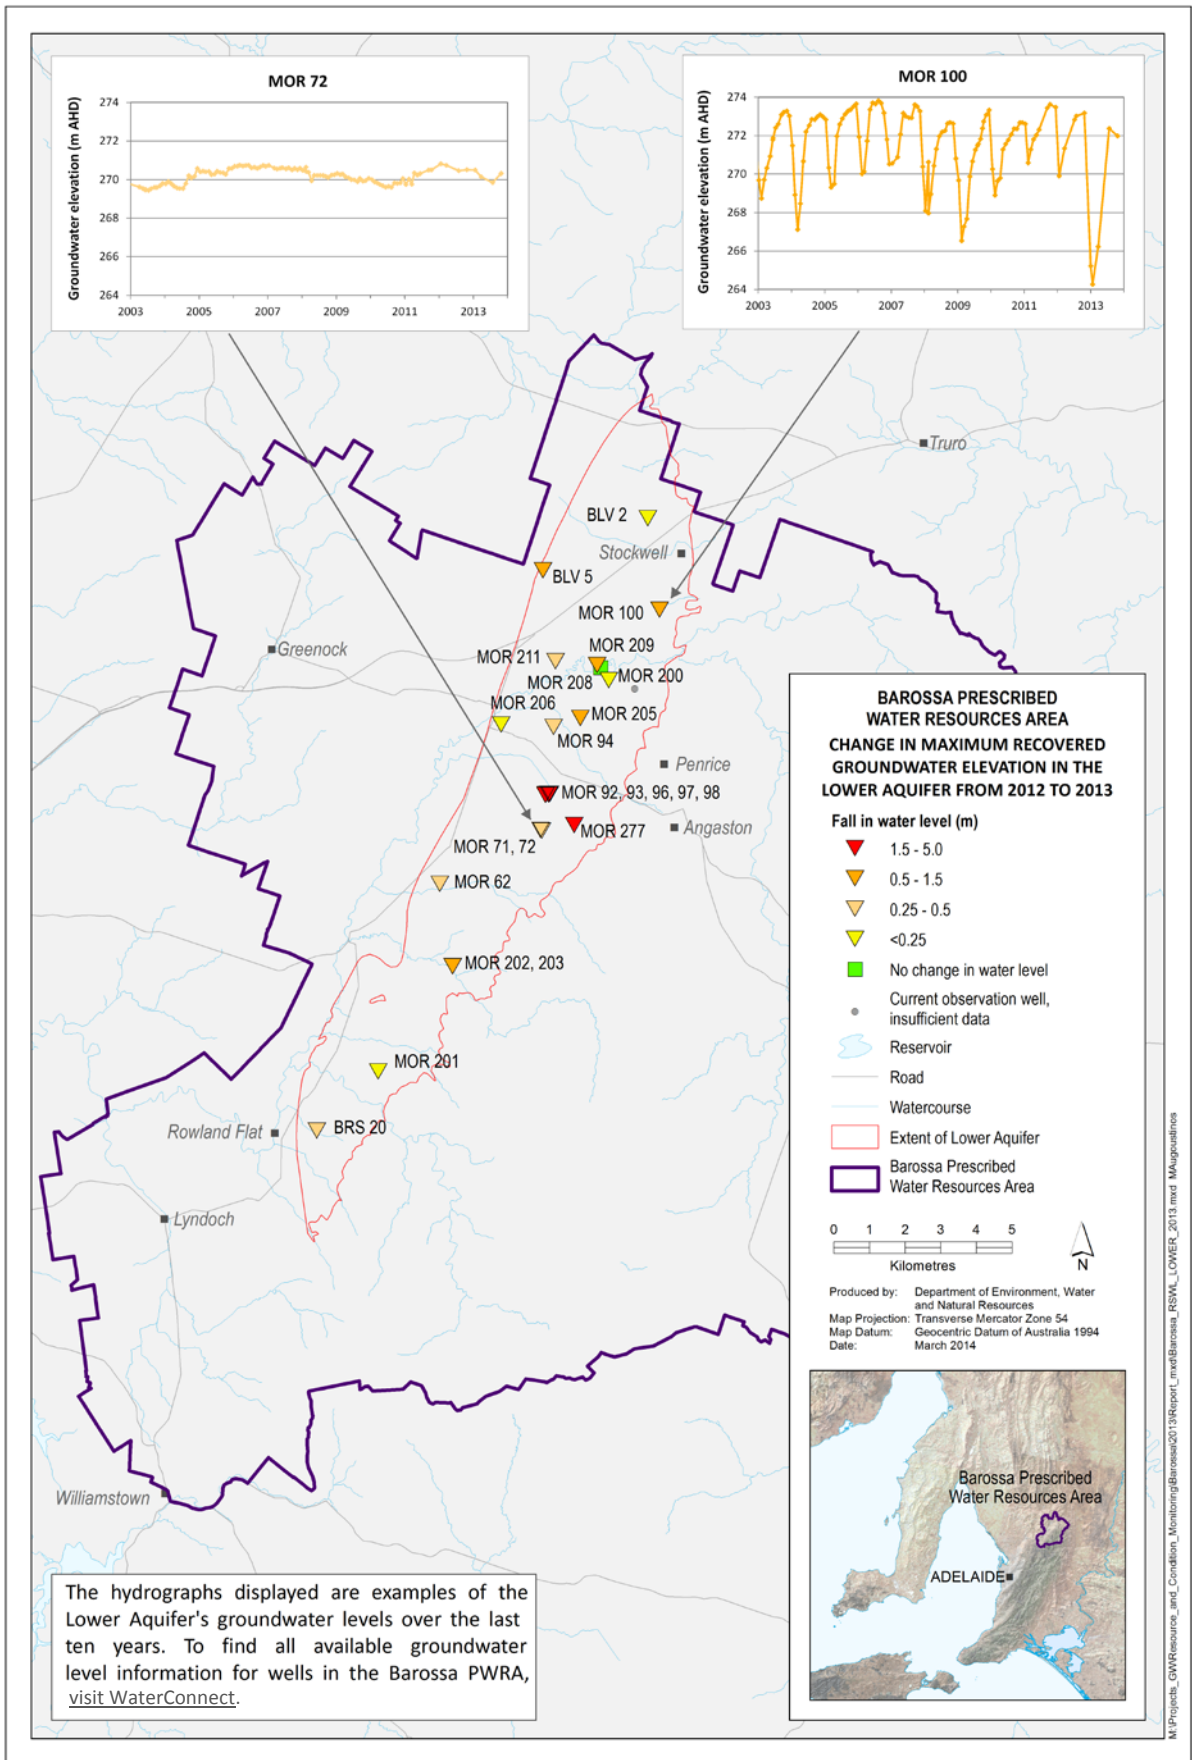 MOR 72
Groundwater elevation (m AHD)
274
272
270
268
266
264
2003
2005
2007
2009
2011
2013
MOR 100
Groundwater elevation (m AHD)
274
272
270
268
266
264
2003
2005
2007
2009
2011
2013
Truro
BLV 2
Stockwell
BLV 5
MOR 100
Greenock
MOR 209
MOR 211
MOR 208
MOR 200
MOR 206
MOR 205
MOR 94
Penrice
MOR 92, 93, 96, 97, 98
MOR 277
Angaston
MOR 71, 72
MOR 62
MOR 202, 203
MOR 201
Rowland Flat
BRS 20
Lyndoch
Williamstown
BAROSSA PRESCRIBED
WATER RESOURCES AREA
CHANGE IN MAXIMUM RECOVERED
GROUNDWATER ELEVATION IN THE
LOWER AQUIFER FROM 2012 TO 2013
Fall in water level (m)
1.5 - 5.0
0.5 - 1.5
0.25 - 0.5
<0.25
No change in water level
Current observation well,
insufficient data
Reservoir
Road
Watercourse
Extent of Lower Aquifer
Barossa Prescribed
Water Resources Area
0 1 2 3 4 5
Kilometres
N
Produced by: Department of Environment, Water
and Natural Resources
Map Projection: Transverse Mercator Zone 54
Map Datum: Geocentric Datum of Australia 1994
Date: March 2014
Barossa Prescribed
Water Resources Area
ADELAIDE
The hydrographs displayed are examples of the
Lower Aquifer's groundwater levels over the last
ten years. To find all available groundwater
level information for wells in the Barossa PWRA,
visit WaterConnect.
M:\Projects_GW\Resource_and_Condition_Monitoring\Barossa\2013\Report_mxd\Barossa_RSWL_LOWER_2013.mxd MAugoustinos